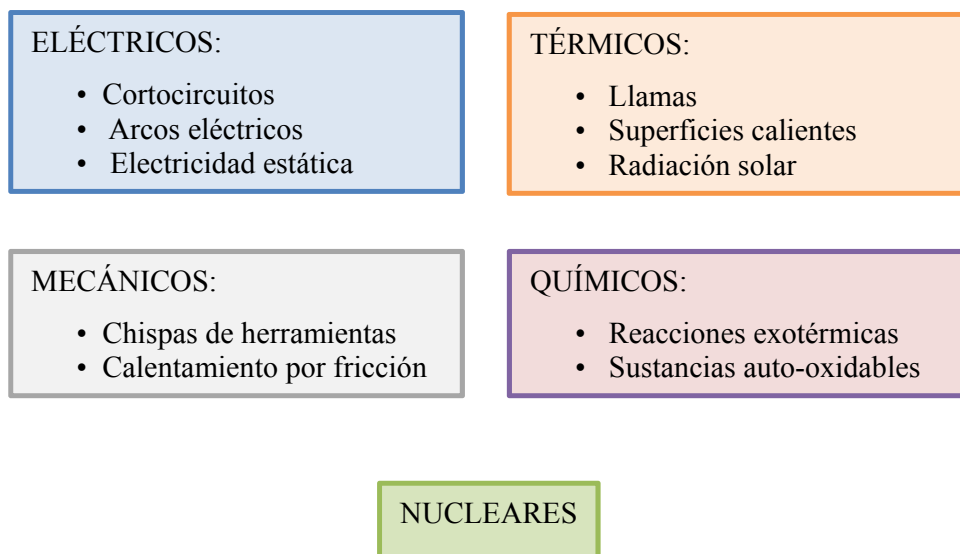 ELÉCTRICOS:
• Cortocircuitos
• Arcos eléctricos
• Electricidad estática
TÉRMICOS:
• Llamas
• Superficies calientes
• Radiación solar
MECÁNICOS:
• Chispas de herramientas
• Calentamiento por fricción
QUÍMICOS:
• Reacciones exotérmicas
• Sustancias auto-oxidables
NUCLEARES